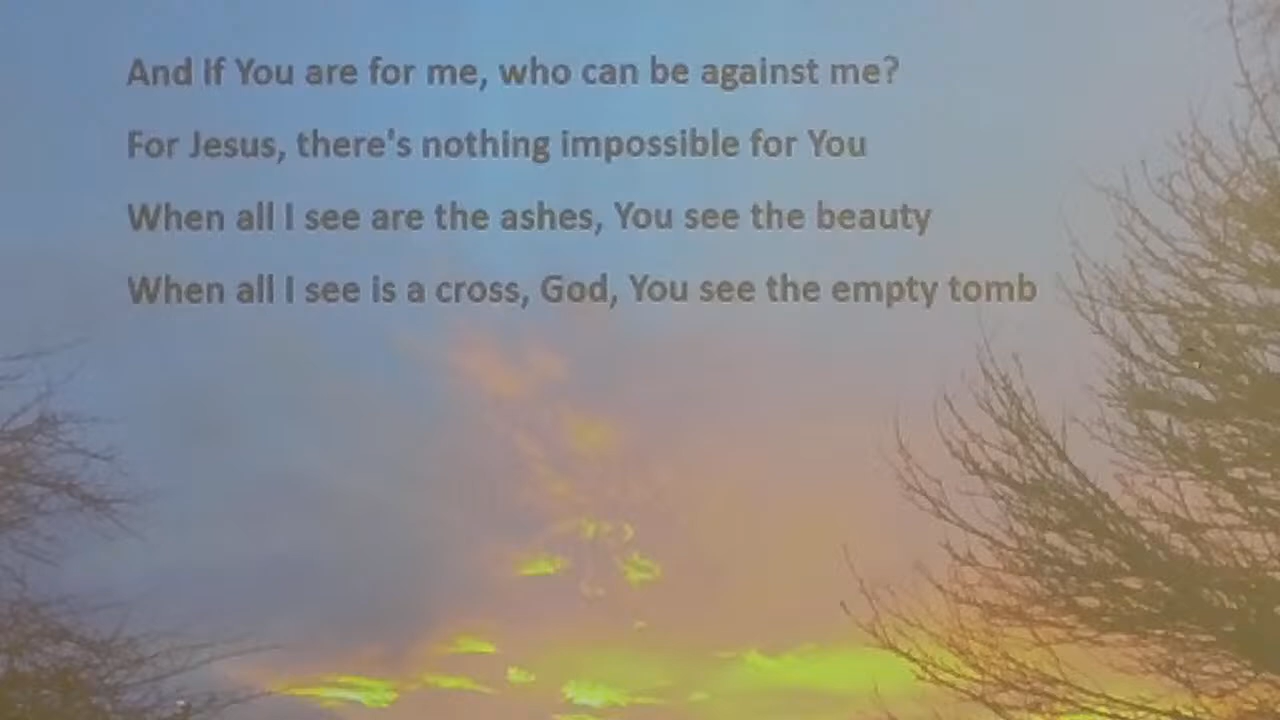 And If You are for me, who can be against me?
For Jesus, there's nothing impossible for You
When all I see are the ashes, You see the beauty
When all I see is a cross, God, You see the empty tomb